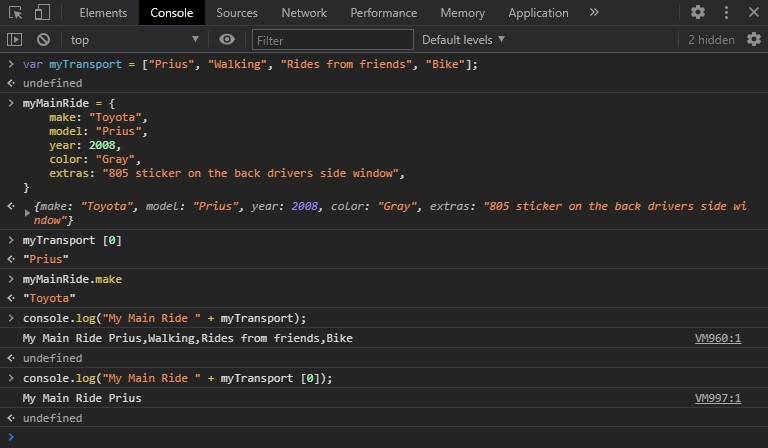 Elements Console Sources Network Performance Memory Application »
top Filter Default levels 2 hidden
> var myTransport = ["Prius", "Walking", "Rides from friends", "Bike"];
undefined
> myMainRide = {
make: "Toyota",
model: "Prius",
year: 2008,
color: "Gray",
extras: "805 sticker on the back drivers side window",
}
{make: "Toyota", model: "Prius", year: 2008, color: "Gray", extras: "805 sticker on the back drivers side wi
ndow"}
> myTransport [0]
"Prius"
> myMainRide.make
"Toyota"
> console.log("My Main Ride " + myTransport);
My Main Ride Prius,Walking,Rides from friends,Bike VM960:1
undefined
> console.log("My Main Ride " + myTransport [0]);
My Main Ride Prius VM997:1
undefined
>